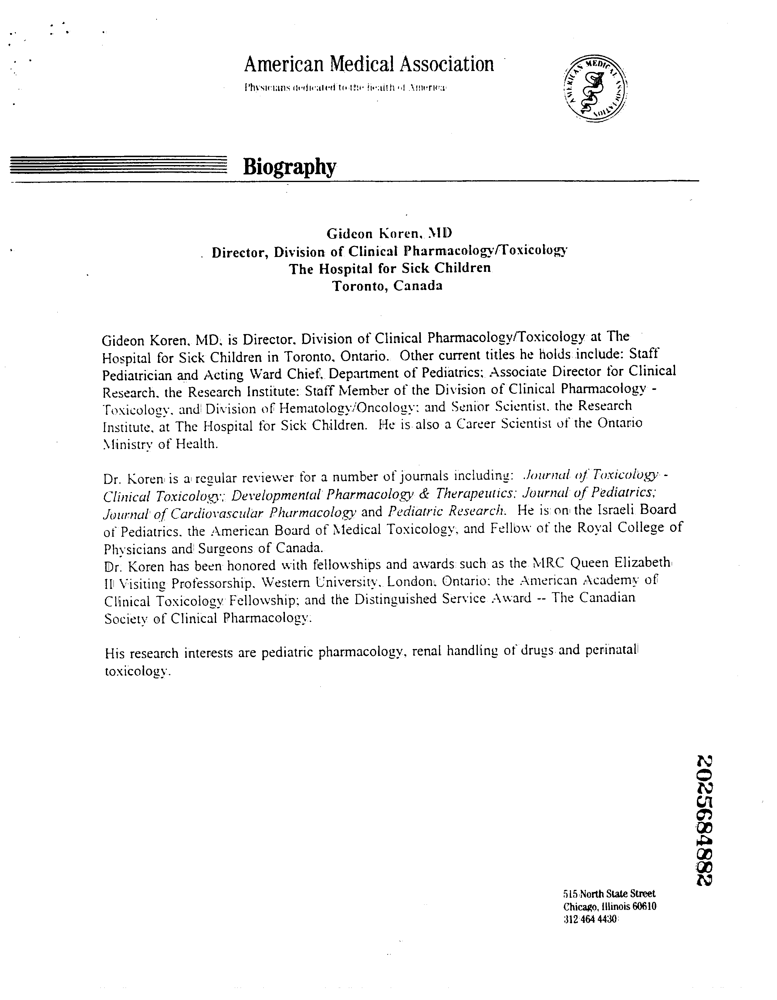 American Medical Association
Physicians dedicated to the health of America
AMERICAN MEDICAL ASSOCIATION
Biography
Gideon Koren, MD
Director, Division of Clinical Pharmacology/Toxicology
The Hospital for Sick Children
Toronto, Canada
Gideon Koren, MD, is Director, Division of Clinical Pharmacology/Toxicology at The
Hospital for Sick Children in Toronto, Ontario. Other current titles he holds include: Staff
Pediatrician and Acting Ward Chief, Department of Pediatrics; Associate Director for Clinical
Research, the Research Institute; Staff Member of the Division of Clinical Pharmacology -
Toxicology, and Division of Hematology/Oncology; and Senior Scientist, the Research
Institute, at The Hospital for Sick Children. He is also a Career Scientist of the Ontario
Ministry of Health.
Dr. Koren is a regular reviewer for a number of journals including: Journal of Toxicology -
Clinical Toxicology; Developmental Pharmacology & Therapeutics; Journal of Pediatrics;
Journal of Cardiovascular Pharmacology and Pediatric Research. He is on the Israeli Board
of Pediatrics, the American Board of Medical Toxicology, and Fellow of the Royal College of
Physicians and Surgeons of Canada.
Dr. Koren has been honored with fellowships and awards such as the MRC Queen Elizabeth
II Visiting Professorship, Western University, London, Ontario; the American Academy of
Clinical Toxicology Fellowship; and the Distinguished Service Award -- The Canadian
Society of Clinical Pharmacology.
His research interests are pediatric pharmacology, renal handling of drugs and perinatal
toxicology.
2025684882
515 North State Street
Chicago, Illinois 60610
312 464 4430